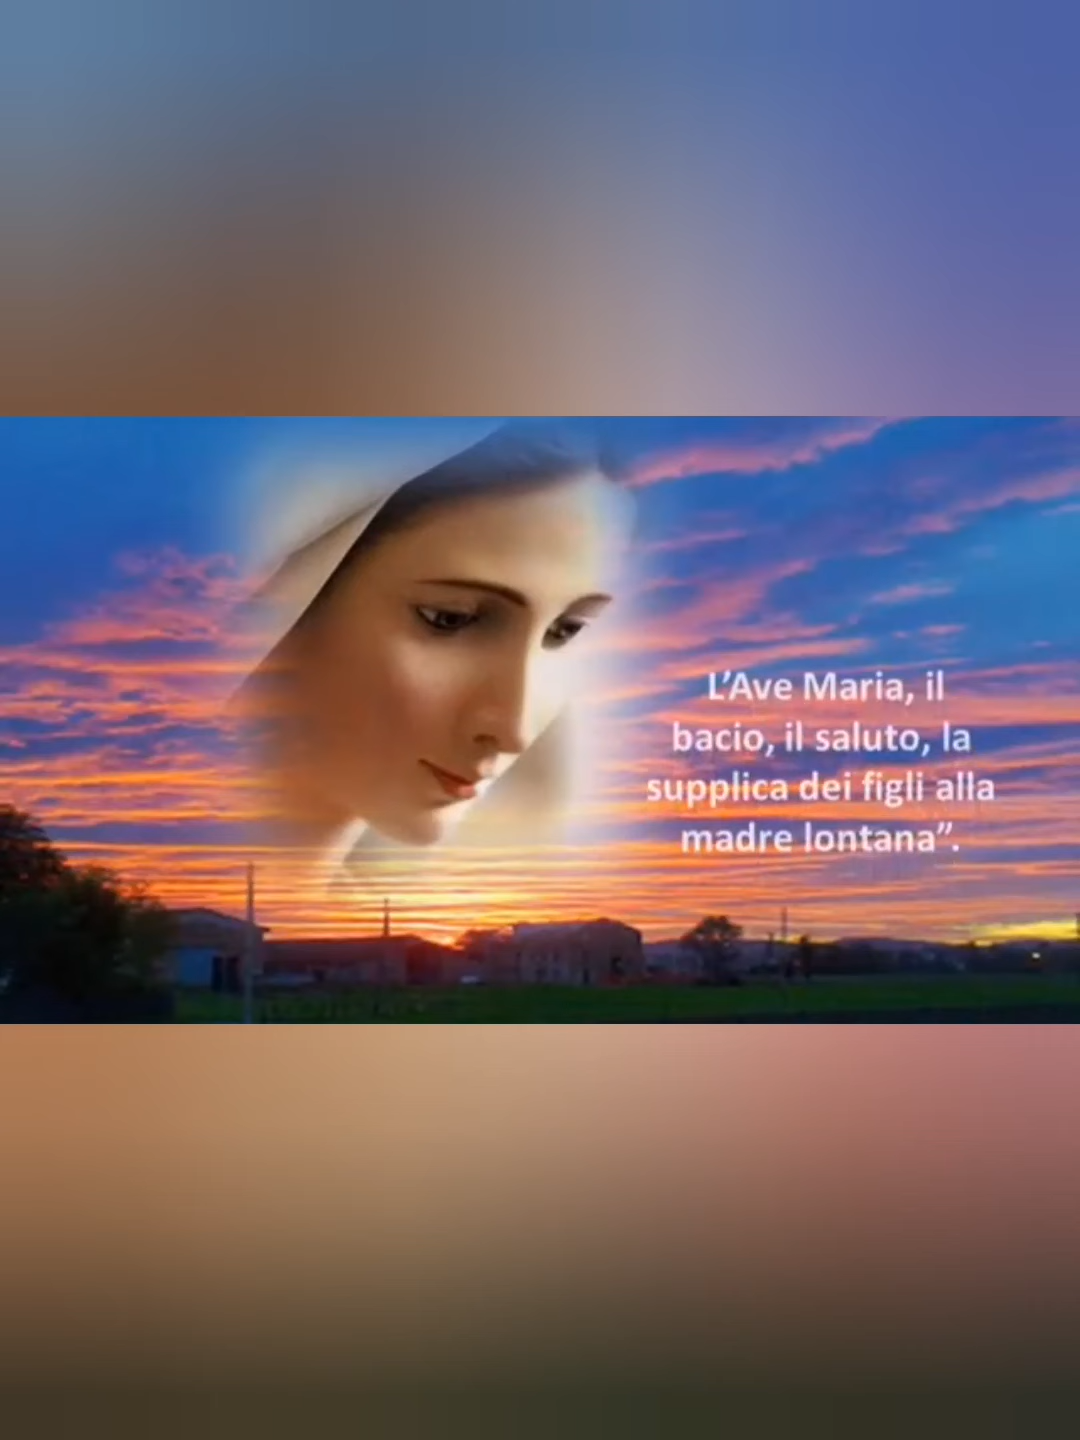 L’Ave Maria, il
bacio, il saluto, la
supplica dei figli alla
madre lontana”.